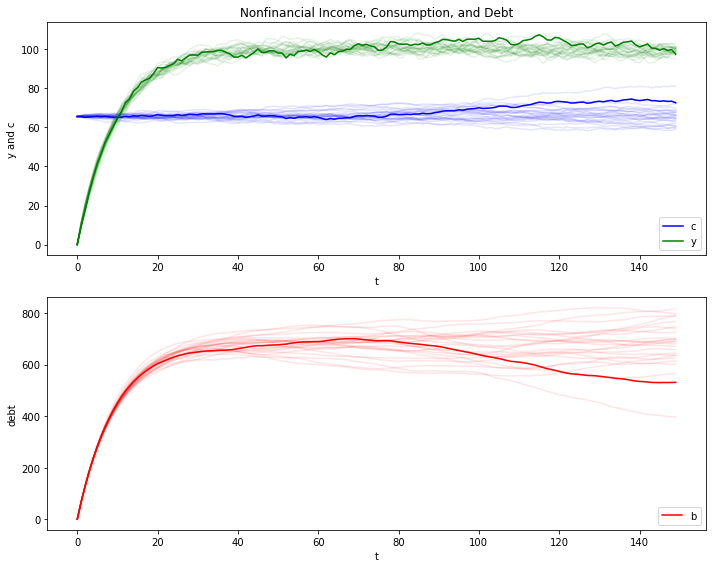 Nonfinancial Income, Consumption, and Debt
100
80
60
40
20
0
y and c
c
y
0 20 40 60 80 100 120 140
t
800
600
400
200
0
debt
b
0 20 40 60 80 100 120 140
t